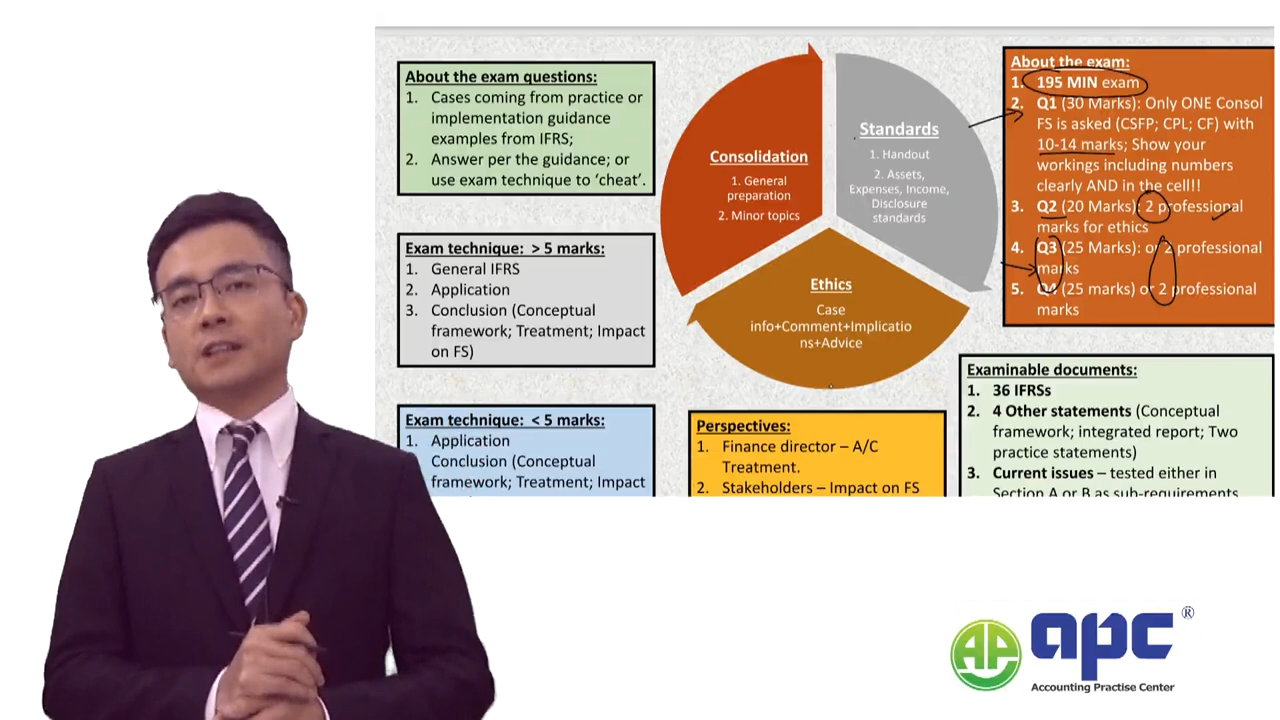 About the exam questions:
1. Cases coming from practice or
implementation guidance
examples from IFRS;
2. Answer per the guidance; or
use exam technique to ‘cheat’.
Exam technique: > 5 marks:
1. General IFRS
2. Application
3. Conclusion (Conceptual
framework; Treatment; Impact
on FS)
Exam technique: < 5 marks:
1. Application
Conclusion (Conceptual
framework; Treatment; Impact
Consolidation
1. General
preparation
2. Minor topics
Standards
1. Handout
2. Assets,
Expenses, Income,
Disclosure
standards
Ethics
Case
info+Comment+Implicatio
ns+Advice
Perspectives:
1. Finance director – A/C
Treatment.
2. Stakeholders – Impact on FS
About the exam:
1. 195 MIN exam
2. Q1 (30 Marks): Only ONE Consol
FS is asked (CSFP; CPL; CF) with
10-14 marks; Show your
workings including numbers
clearly AND in the cell!!
3. Q2 (20 Marks): 2 professional
marks for ethics
4. Q3 (25 Marks): or 2 professional
marks
5. Q4 (25 marks) or 2 professional
marks
Examinable documents:
1. 36 IFRSs
2. 4 Other statements (Conceptual
framework; integrated report; Two
practice statements)
3. Current issues – tested either in
Section A or B as sub-requirements
apc ®
Accounting Practise Center